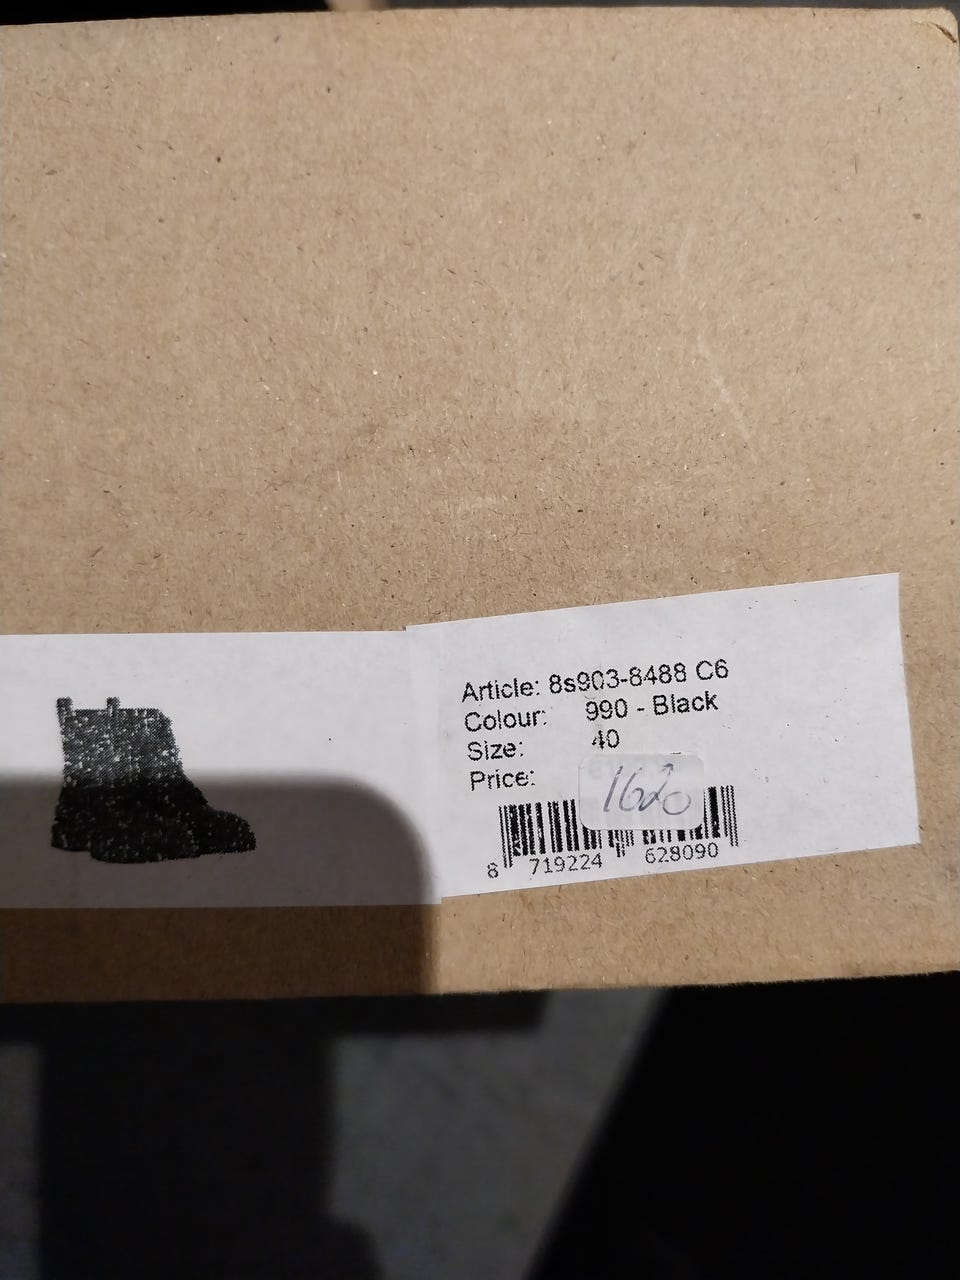 Article: 8s903-8488 C6
Colour: 990 - Black
Size: 40
Price:
1620
8 719224 628090